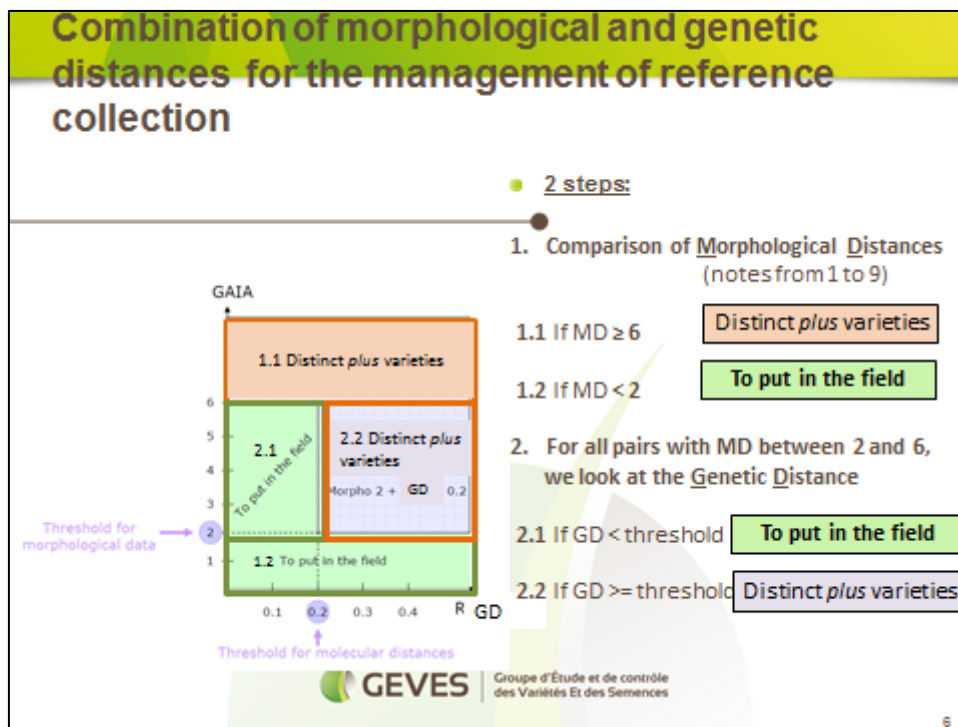 Combination of morphological and genetic
distances for the management of reference
collection
2 steps:
1. Comparison of Morphological Distances
(notes from 1 to 9)
1.1 If MD ≥ 6
Distinct plus varieties
1.2 If MD < 2
To put in the field
2. For all pairs with MD between 2 and 6,
we look at the Genetic Distance
2.1 If GD < threshold
To put in the field
2.2 If GD >= threshold
Distinct plus varieties
GAIA
1.1 Distinct plus varieties
6
5
4
3
2
1
2.1
To put in the field
2.2 Distinct plus
varieties
Morpho 2 + GD 0.2
Threshold for
morphological data
1.2 To put in the field
0.1 0.2 0.3 0.4 R GD
Threshold for molecular distances
GEVES
Groupe d'Étude et de contrôle
des Variétés Et des Semences
6